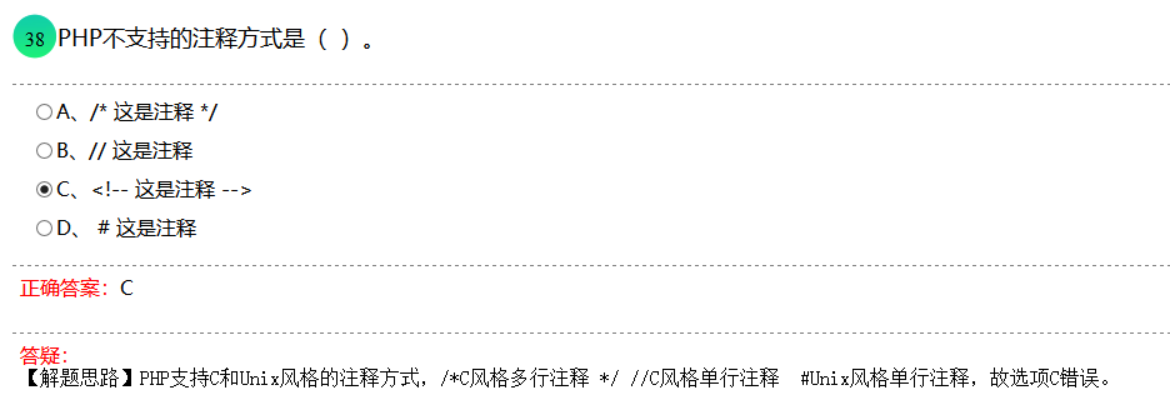 38 PHP不支持的注释方式是（ ）。
A、/* 这是注释 */
B、// 这是注释
C、<!-- 这是注释 -->
D、 # 这是注释
正确答案：C
答疑：
【解题思路】PHP支持C和Unix风格的注释方式，/*C风格多行注释 */ //C风格单行注释 #Unix风格单行注释，故选项C错误。